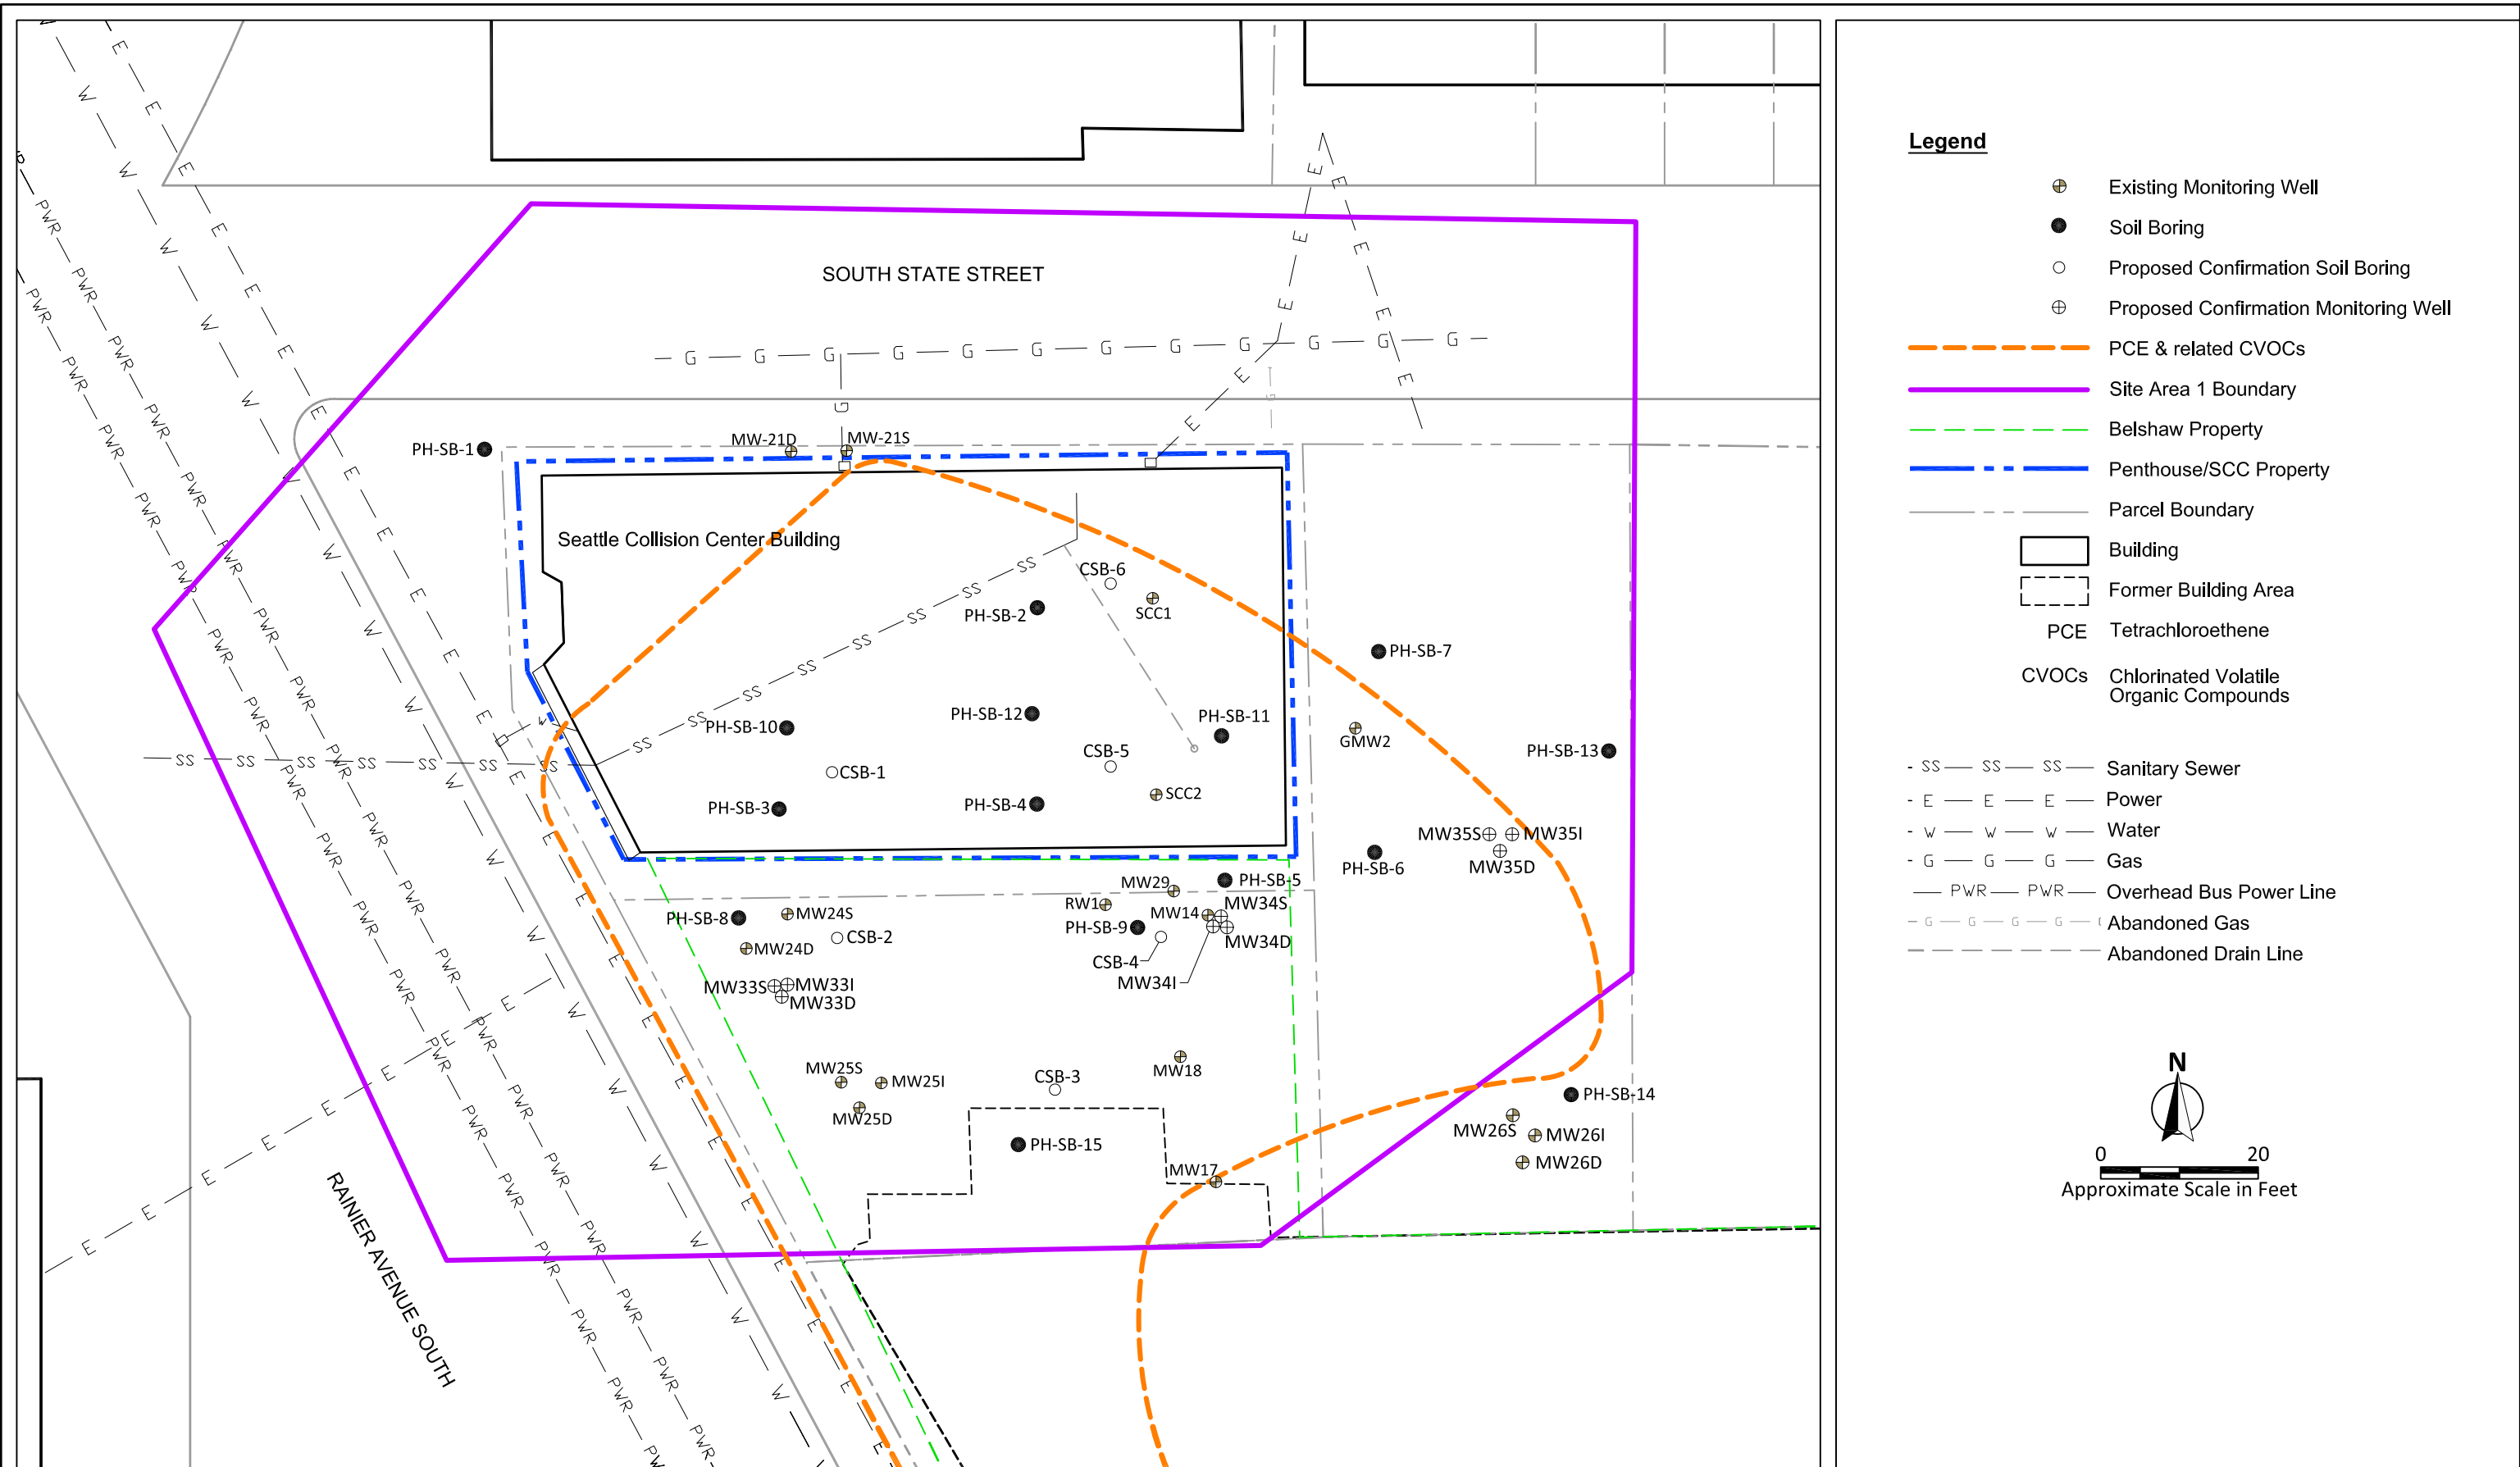 SOUTH STATE STREET
PH-SB-1
MW-21D
MW-21S
Seattle Collision Center Building
CSB-6
SCC1
PH-SB-2
PH-SB-7
PH-SB-10
PH-SB-12
PH-SB-11
GMW2
PH-SB-13
CSB-1
CSB-5
PH-SB-3
PH-SB-4
SCC2
MW35S
MW35I
MW35D
PH-SB-6
PH-SB-5
MW29
RW1
MW14
MW34S
PH-SB-8
MW24S
PH-SB-9
MW34D
CSB-2
MW24D
CSB-4
MW34I
MW33S
MW33I
MW33D
MW25S
MW25I
MW25D
CSB-3
MW18
PH-SB-14
MW26S
MW26I
MW26D
PH-SB-15
MW17
RAINIER AVENUE SOUTH
Legend
Existing Monitoring Well
Soil Boring
Proposed Confirmation Soil Boring
Proposed Confirmation Monitoring Well
PCE & related CVOCs
Site Area 1 Boundary
Belshaw Property
Penthouse/SCC Property
Parcel Boundary
Building
Former Building Area
PCE Tetrachloroethene
CVOCs Chlorinated Volatile
Organic Compounds
SS SS SS Sanitary Sewer
E E E Power
W W W Water
G G G Gas
PWR PWR Overhead Bus Power Line
G G G G Abandoned Gas
Abandoned Drain Line
N
0 20
Approximate Scale in Feet